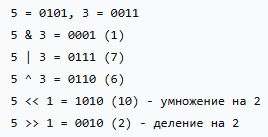 5 = 0101, 3 = 0011
5 & 3 = 0001 (1)
5 | 3 = 0111 (7)
5 ^ 3 = 0110 (6)
5 << 1 = 1010 (10) - умножение на 2
5 >> 1 = 0010 (2) - деление на 2